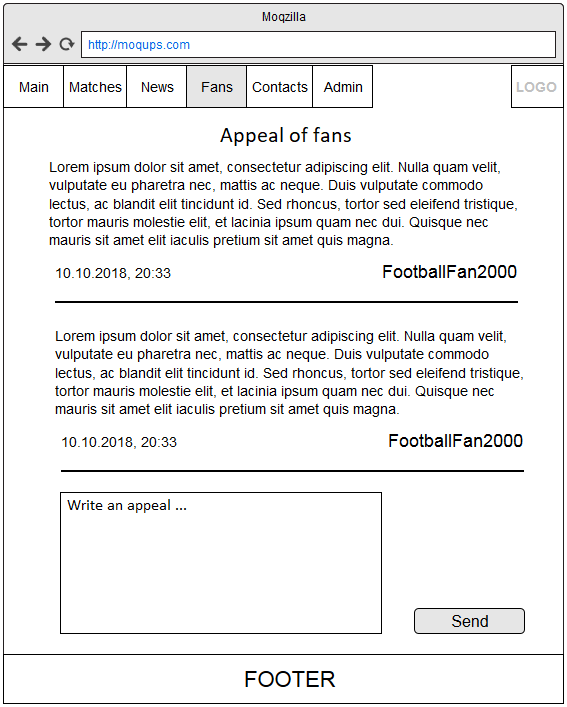 Moqzilla
http://moqups.com
Main Matches News Fans Contacts Admin LOGO
Appeal of fans
Lorem ipsum dolor sit amet, consectetur adipiscing elit. Nulla quam velit,
vulputate eu pharetra nec, mattis ac neque. Duis vulputate commodo
lectus, ac blandit elit tincidunt id. Sed rhoncus, tortor sed eleifend tristique,
tortor mauris molestie elit, et lacinia ipsum quam nec dui. Quisque nec
mauris sit amet elit iaculis pretium sit amet quis magna.
10.10.2018, 20:33 FootballFan2000
Lorem ipsum dolor sit amet, consectetur adipiscing elit. Nulla quam velit,
vulputate eu pharetra nec, mattis ac neque. Duis vulputate commodo
lectus, ac blandit elit tincidunt id. Sed rhoncus, tortor sed eleifend tristique,
tortor mauris molestie elit, et lacinia ipsum quam nec dui. Quisque nec
mauris sit amet elit iaculis pretium sit amet quis magna.
10.10.2018, 20:33 FootballFan2000
Write an appeal ...
Send
FOOTER